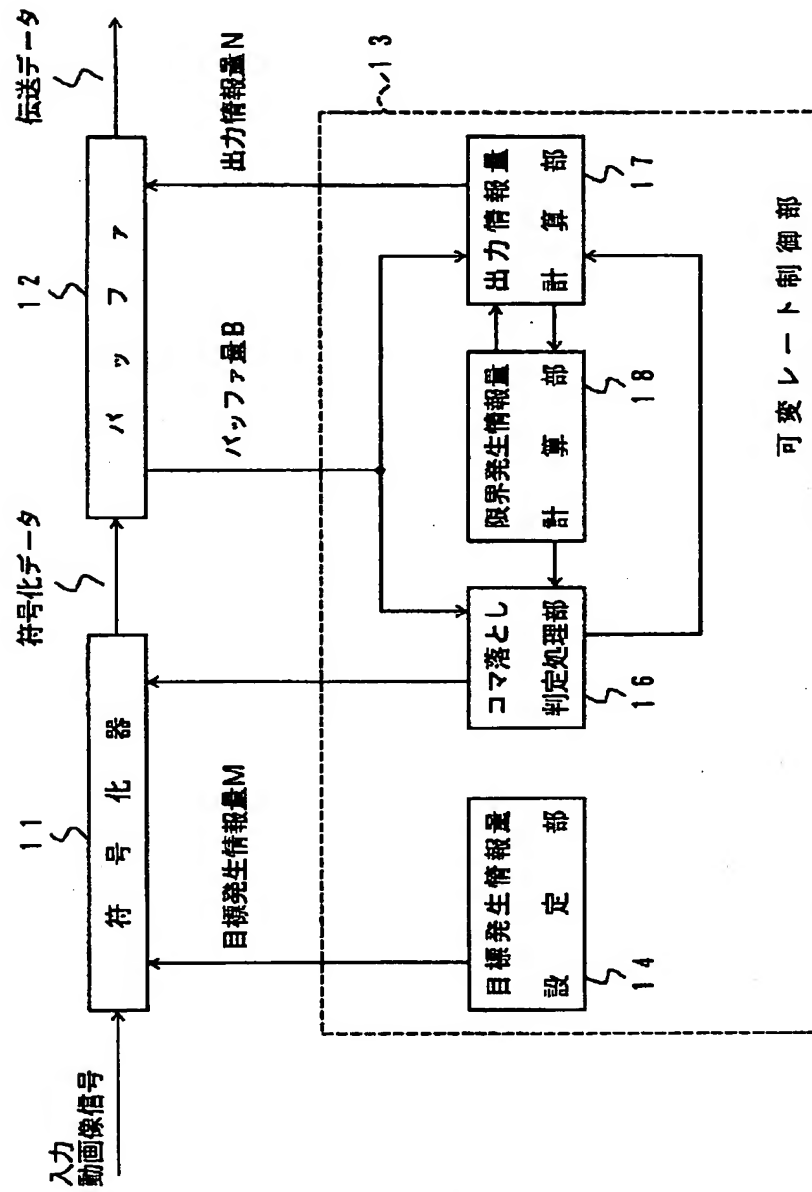 入力
動画像信号
11
符号化器
符号化データ
12
バッファ
伝送データ
目標発生情報量M
バッファ量B
出力情報量N
13
目標発生情報量
設定部
14
コマ落とし
判定処理部
16
限界発生情報量
計算部
18
出力情報量
計算部
17
可変レート制御部